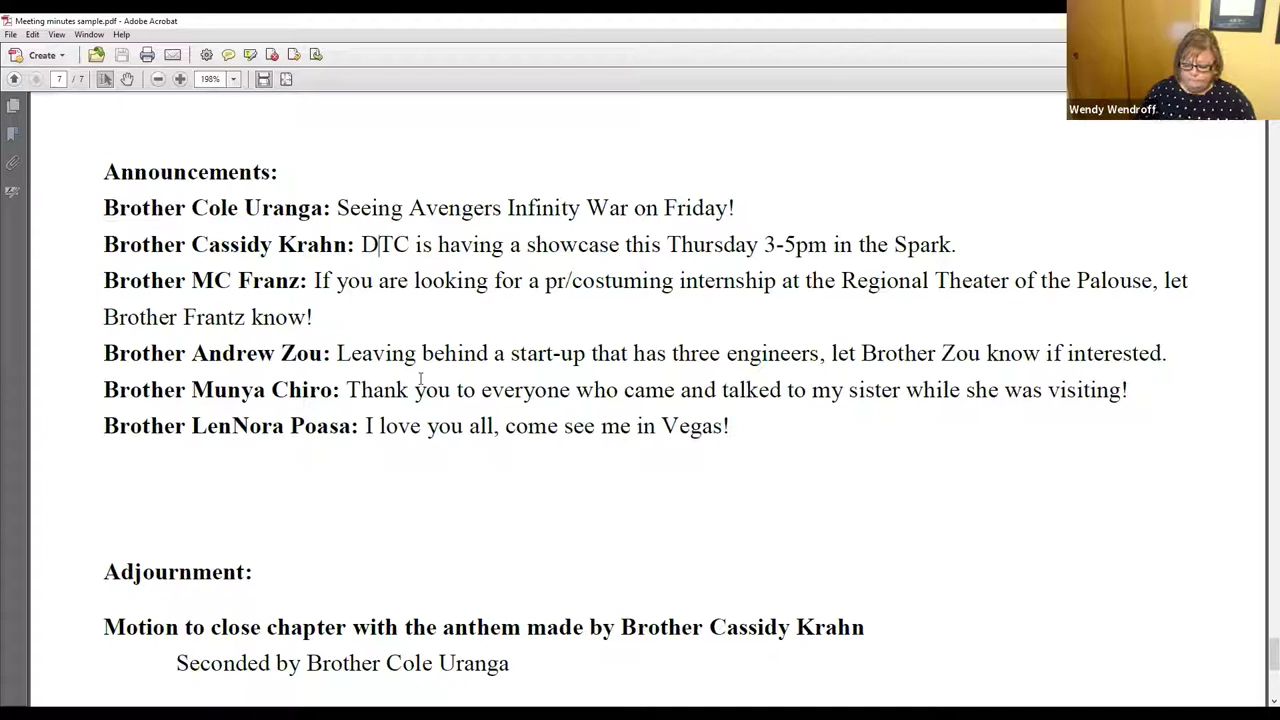 Meeting minutes sample.pdf - Adobe Acrobat
File Edit View Window Help
Create
7 / 7 198%
Wendy Wendroff
Announcements:
Brother Cole Uranga: Seeing Avengers Infinity War on Friday!
Brother Cassidy Krahn: DTC is having a showcase this Thursday 3-5pm in the Spark.
Brother MC Franz: If you are looking for a pr/costuming internship at the Regional Theater of the Palouse, let
Brother Frantz know!
Brother Andrew Zou: Leaving behind a start-up that has three engineers, let Brother Zou know if interested.
Brother Munya Chiro: Thank you to everyone who came and talked to my sister while she was visiting!
Brother LenNora Poasa: I love you all, come see me in Vegas!
Adjournment:
Motion to close chapter with the anthem made by Brother Cassidy Krahn
Seconded by Brother Cole Uranga